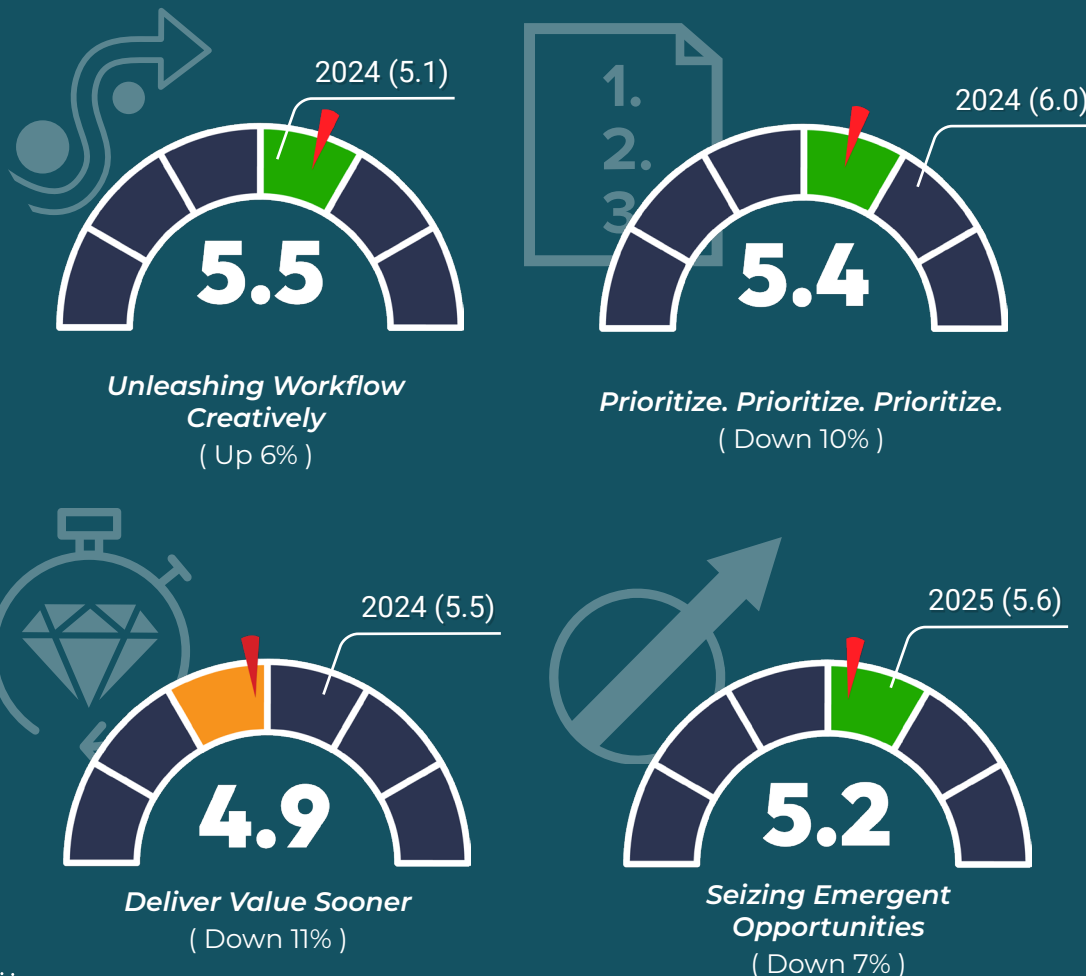 2024 (5.1)
5.5
Unleashing Workflow
Creatively
( Up 6% )
1.
2.
3
2024 (6.0)
5.4
Prioritize. Prioritize. Prioritize.
( Down 10% )
2024 (5.5)
4.9
Deliver Value Sooner
( Down 11% )
2025 (5.6)
5.2
Seizing Emergent
Opportunities
( Down 7% )